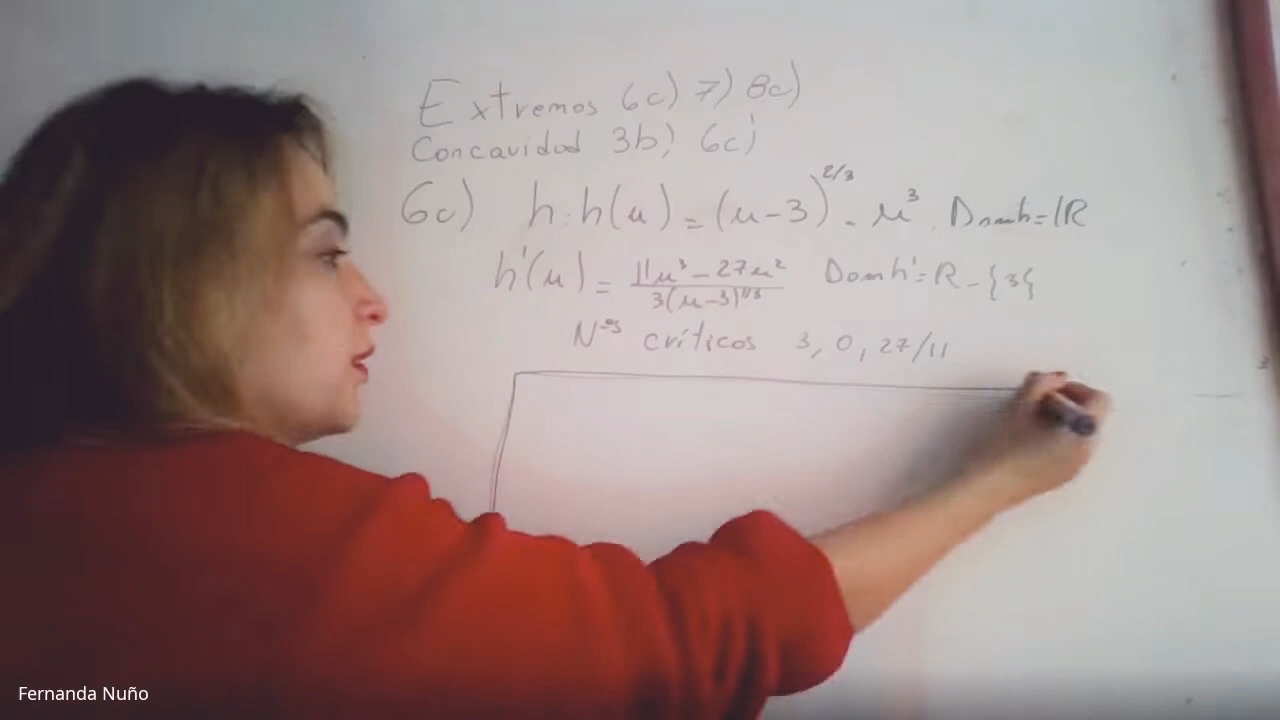 Extremos 6c) 7) 8c)
Concavidad 3b) 6c)
6c) h: h(u) = (u-3)^{2/3} . u^3 . Dom h = IR
h'(u) = \frac{11u^3 - 27u^2}{3(u-3)^{1/3}} Dom h' = R - {3{
N^{os} críticos 3, 0, 27/11
Fernanda Nuño